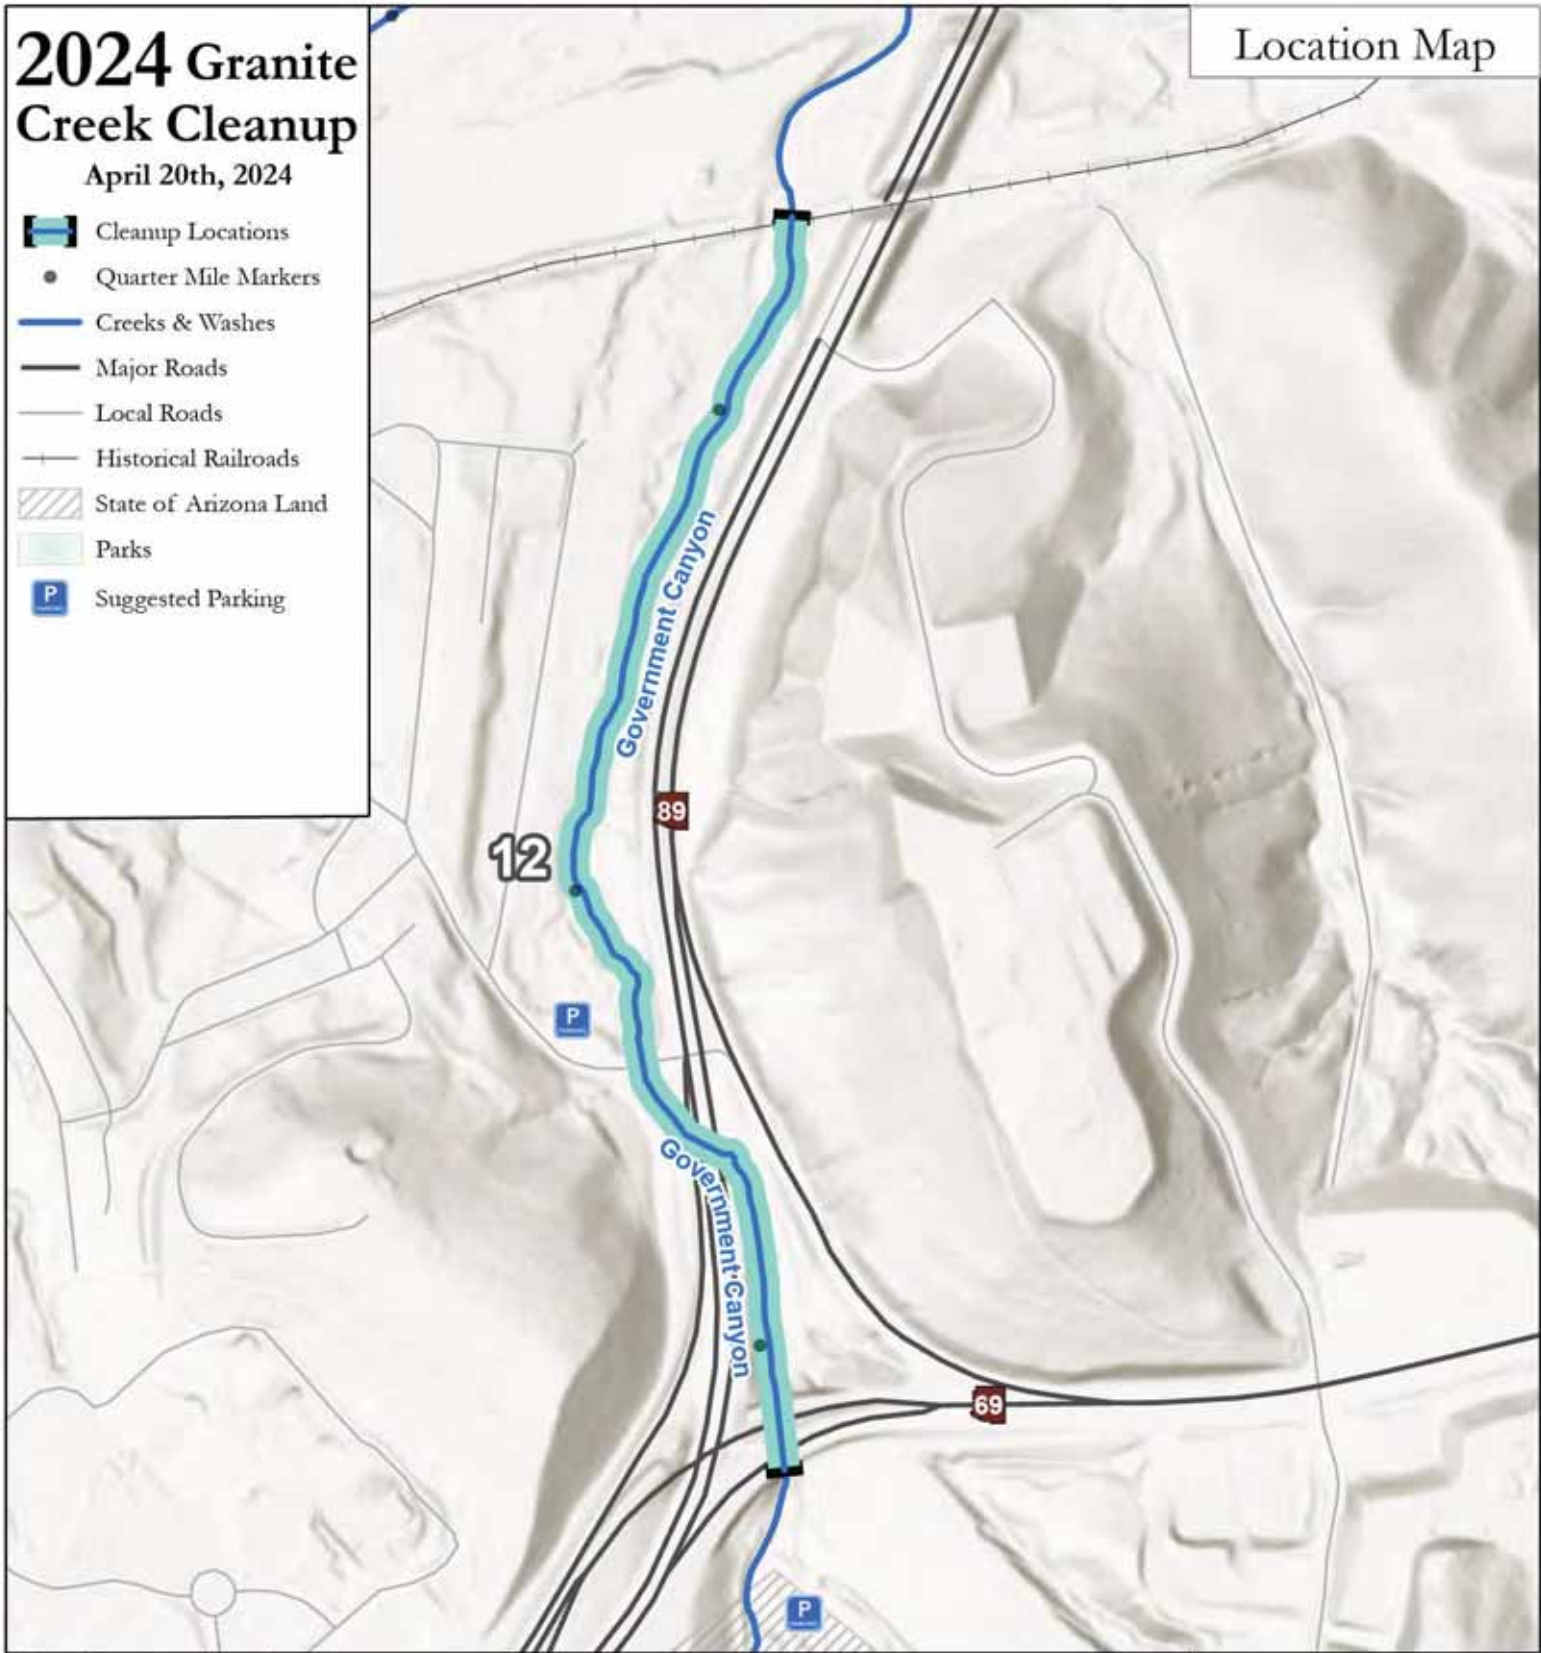 2024 Granite
Creek Cleanup
April 20th, 2024
Cleanup Locations
Quarter Mile Markers
Creeks & Washes
Major Roads
Local Roads
Historical Railroads
State of Arizona Land
Parks
P
Suggested Parking
Location Map
Government Canyon
89
12
P
Government Canyon
69
P